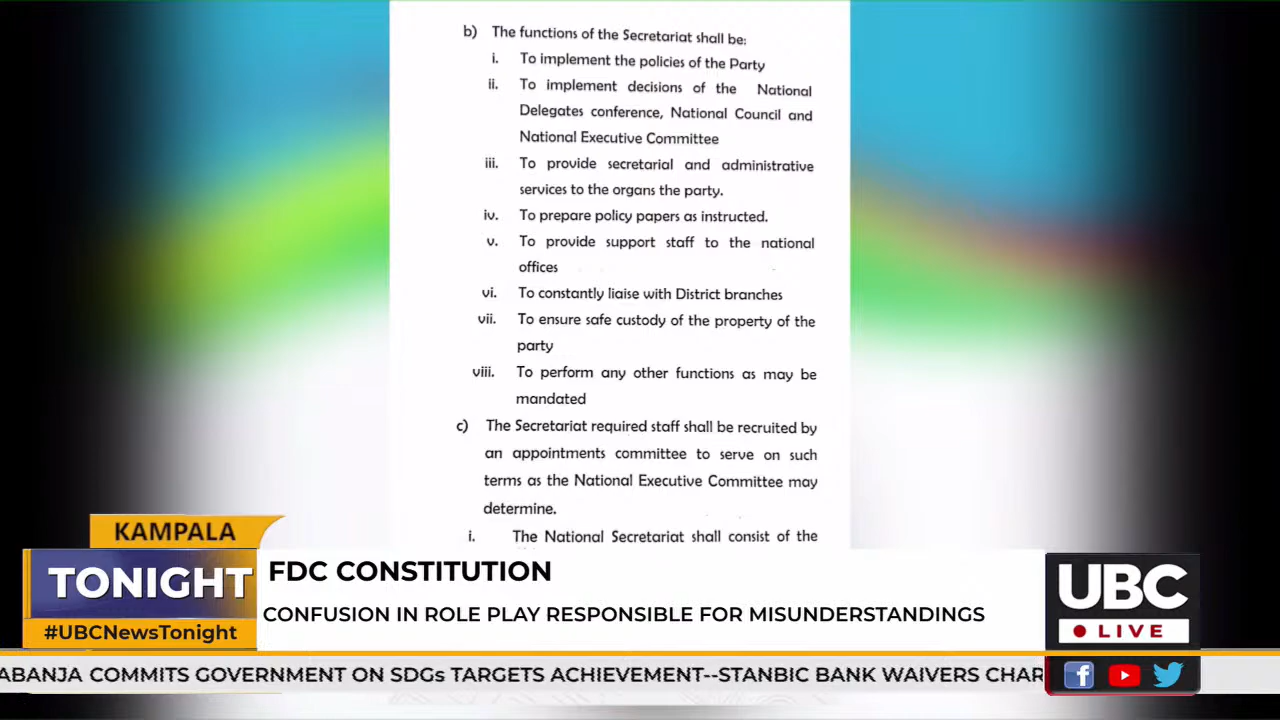 b) The functions of the Secretariat shall be:
i. To implement the policies of the Party
ii. To implement decisions of the National
Delegates conference, National Council and
National Executive Committee
iii. To provide secretarial and administrative
services to the organs the party.
iv. To prepare policy papers as instructed.
v. To provide support staff to the national
offices
vi. To constantly liaise with District branches
vii. To ensure safe custody of the property of the
party
viii. To perform any other functions as may be
mandated
c) The Secretariat required staff shall be recruited by
an appointments committee to serve on such
terms as the National Executive Committee may
determine.
i. The National Secretariat shall consist of the
KAMPALA
TONIGHT
#UBCNewsTonight
FDC CONSTITUTION
CONFUSION IN ROLE PLAY RESPONSIBLE FOR MISUNDERSTANDINGS
UBC
LIVE
ABANJA COMMITS GOVERNMENT ON SDGs TARGETS ACHIEVEMENT--STANBIC BANK WAIVERS CHAR